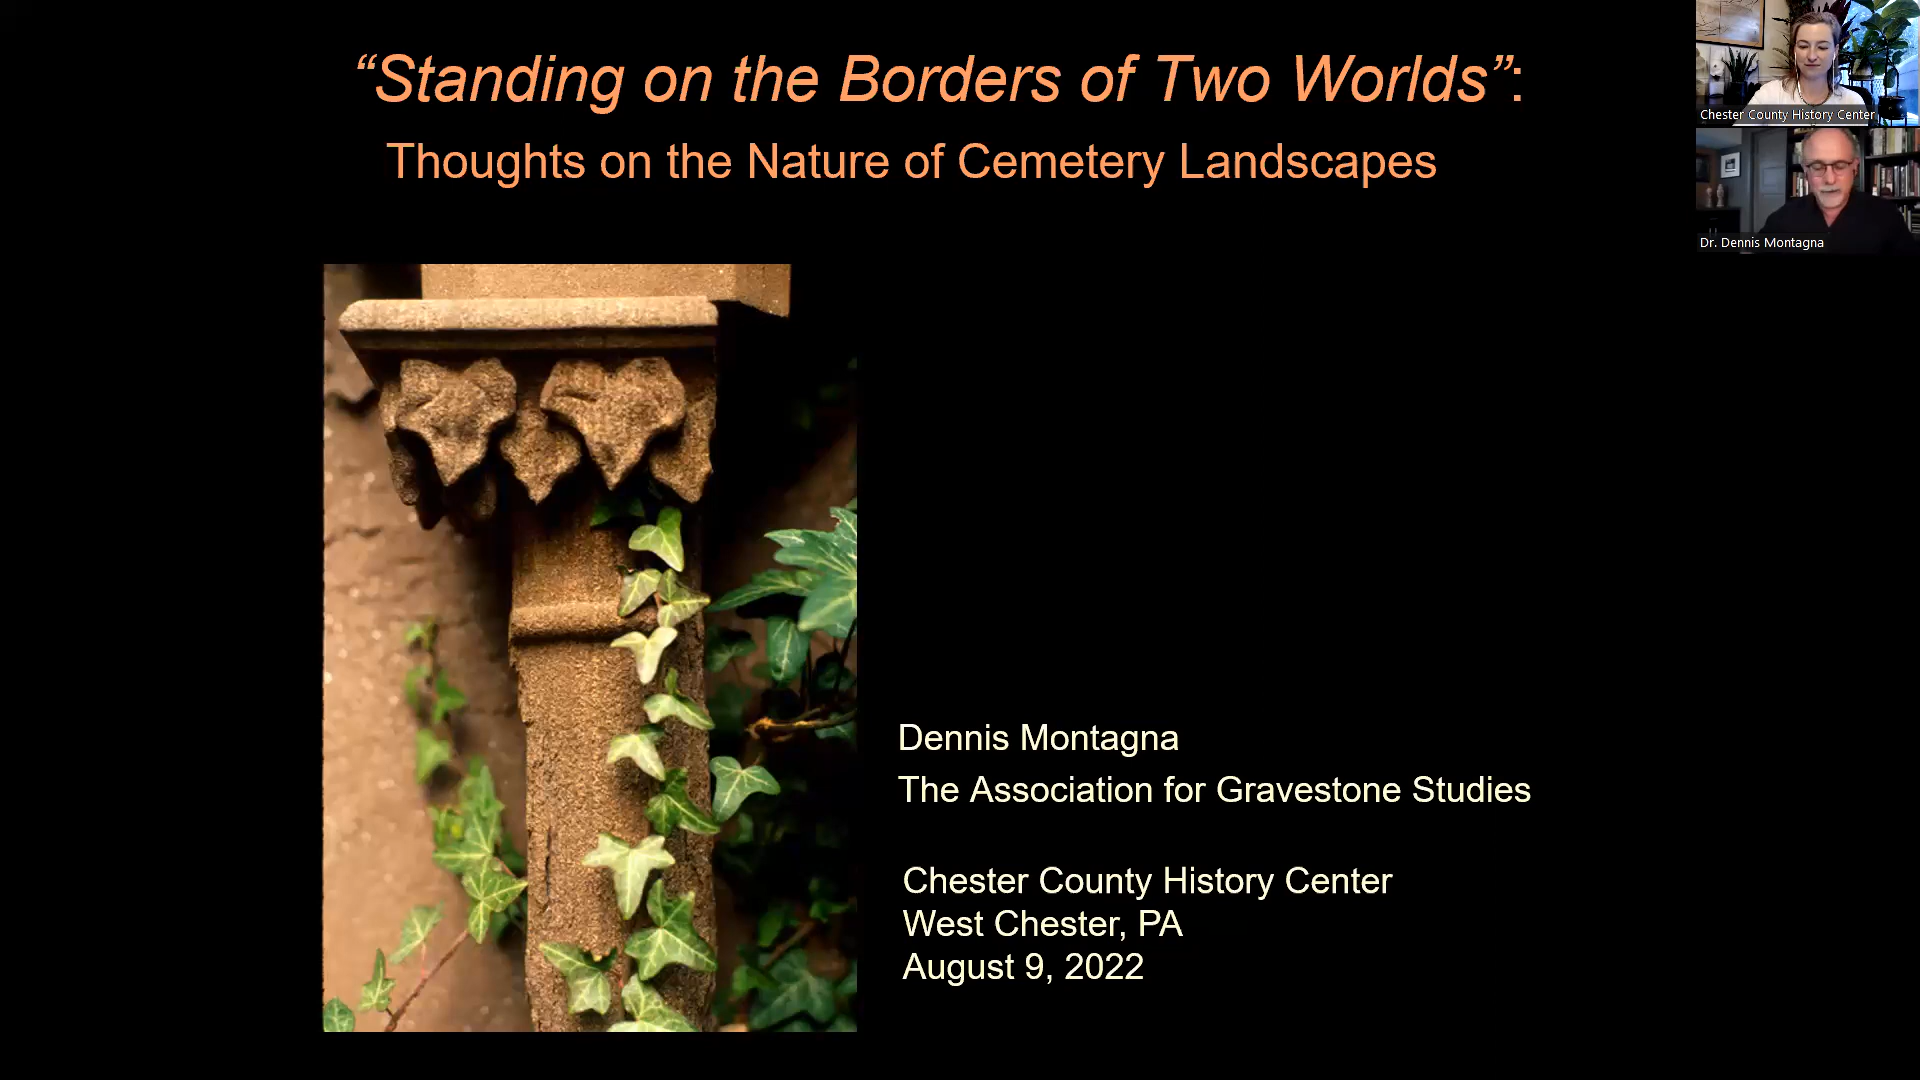 “Standing on the Borders of Two Worlds”:
Thoughts on the Nature of Cemetery Landscapes
Chester County History Center
Dr. Dennis Montagna
Dennis Montagna
The Association for Gravestone Studies
Chester County History Center
West Chester, PA
August 9, 2022